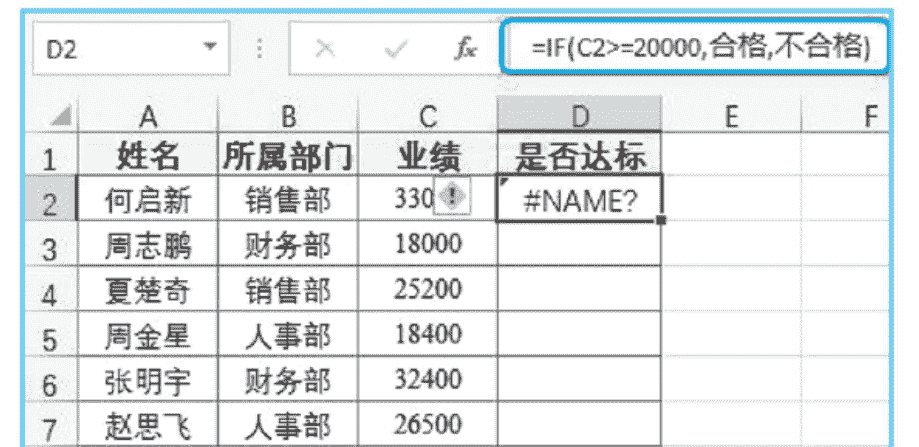 D2 fx =IF(C2>=20000,合格,不合格)
A B C D E F
1 姓名 所属部门 业绩 是否达标
2 何启新 销售部 330 #NAME?
3 周志鹏 财务部 18000
4 夏楚奇 销售部 25200
5 周金星 人事部 18400
6 张明宇 财务部 32400
7 赵思飞 人事部 26500